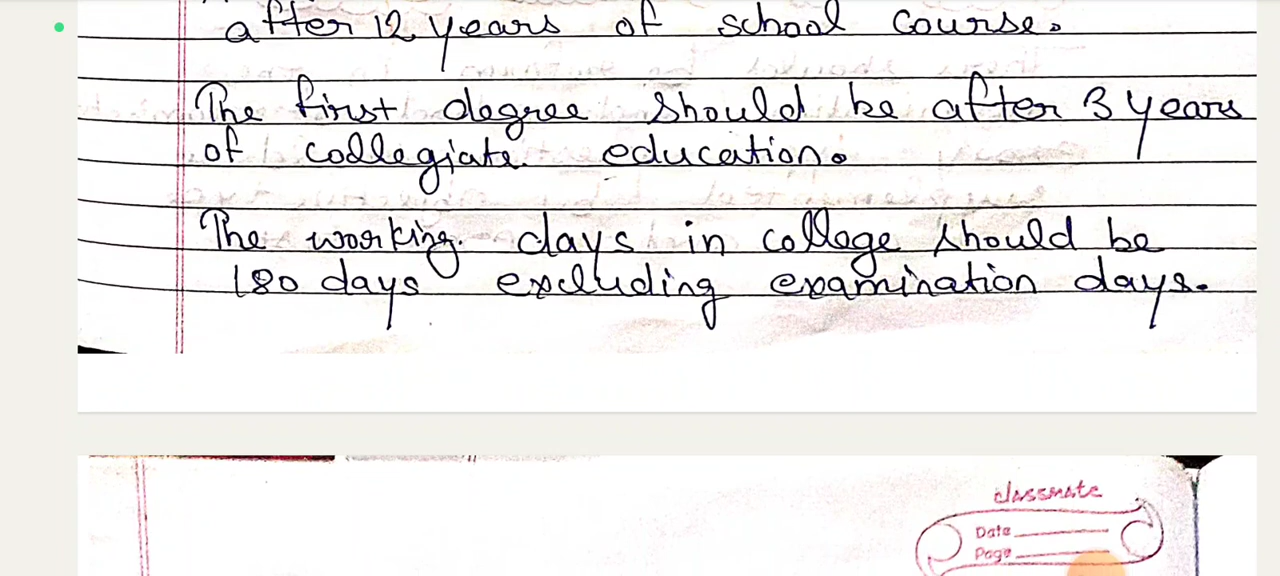 after 12 years of school course.
The first degree should be after 3 years
of collegiate education.
The working days in college should be
180 days excluding examination days.
classmate
Date
Page